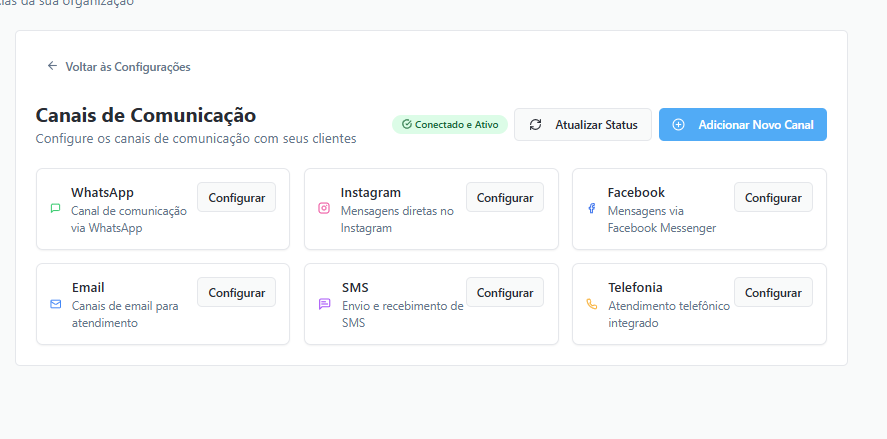 da sua organização
Voltar às Configurações
Canais de Comunicação
Configure os canais de comunicação com seus clientes
Conectado e Ativo
Atualizar Status
Adicionar Novo Canal
WhatsApp
Canal de comunicação
via WhatsApp
Configurar
Instagram
Mensagens diretas no
Instagram
Configurar
Facebook
Mensagens via
Facebook Messenger
Configurar
Email
Canais de email para
atendimento
Configurar
SMS
Envio e recebimento de
SMS
Configurar
Telefonia
Atendimento telefônico
integrado
Configurar